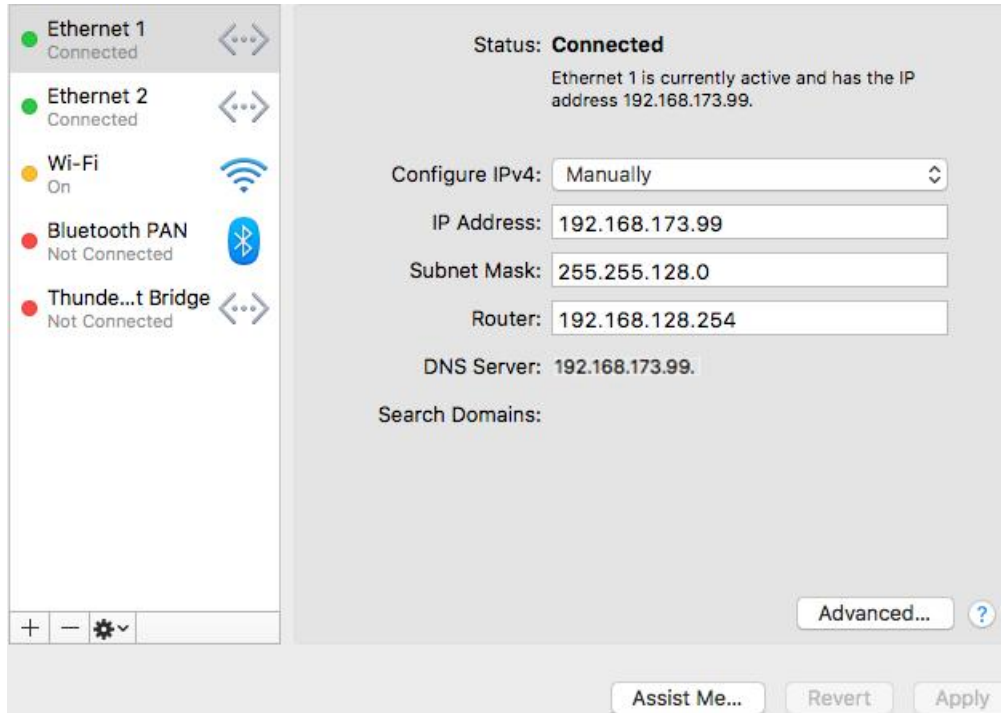 Ethernet 1
Connected
Ethernet 2
Connected
Wi-Fi
On
Bluetooth PAN
Not Connected
Thunde...t Bridge
Not Connected
Status: Connected
Ethernet 1 is currently active and has the IP
address 192.168.173.99.
Configure IPv4: Manually
IP Address: 192.168.173.99
Subnet Mask: 255.255.128.0
Router: 192.168.128.254
DNS Server: 192.168.173.99.
Search Domains:
Advanced... ?
Assist Me... Revert Apply